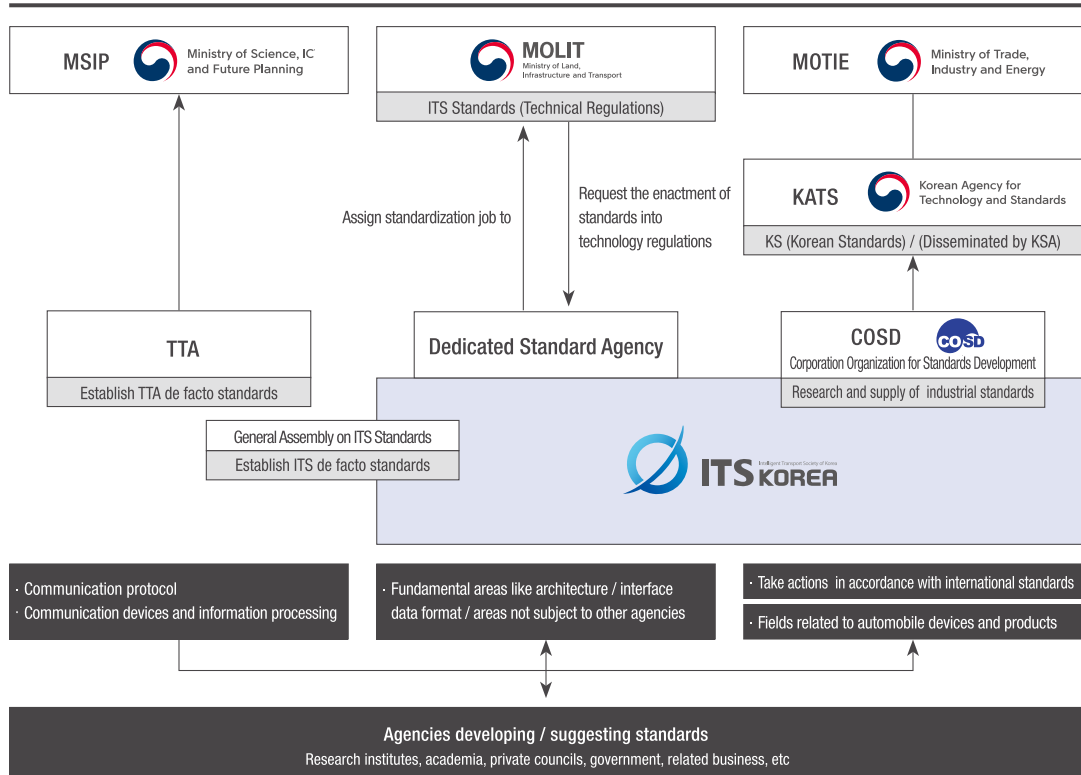 MSIP
Ministry of Science, IC
and Future Planning
MOLIT
Ministry of Land,
Infrastructure and Transport
ITS Standards (Technical Regulations)
MOTIE
Ministry of Trade,
Industry and Energy
KATS
Korean Agency for
Technology and Standards
KS (Korean Standards) / (Disseminated by KSA)
Assign standardization job to
Request the enactment of
standards into
technology regulations
TTA
Establish TTA de facto standards
Dedicated Standard Agency
COSD
COSD
Corporation Organization for Standards Development
Research and supply of industrial standards
General Assembly on ITS Standards
Establish ITS de facto standards
Intelligent Transport Society of Korea
ITS KOREA
· Communication protocol
· Communication devices and information processing
· Fundamental areas like architecture / interface
data format / areas not subject to other agencies
· Take actions in accordance with international standards
· Fields related to automobile devices and products
Agencies developing / suggesting standards
Research institutes, academia, private councils, government, related business, etc